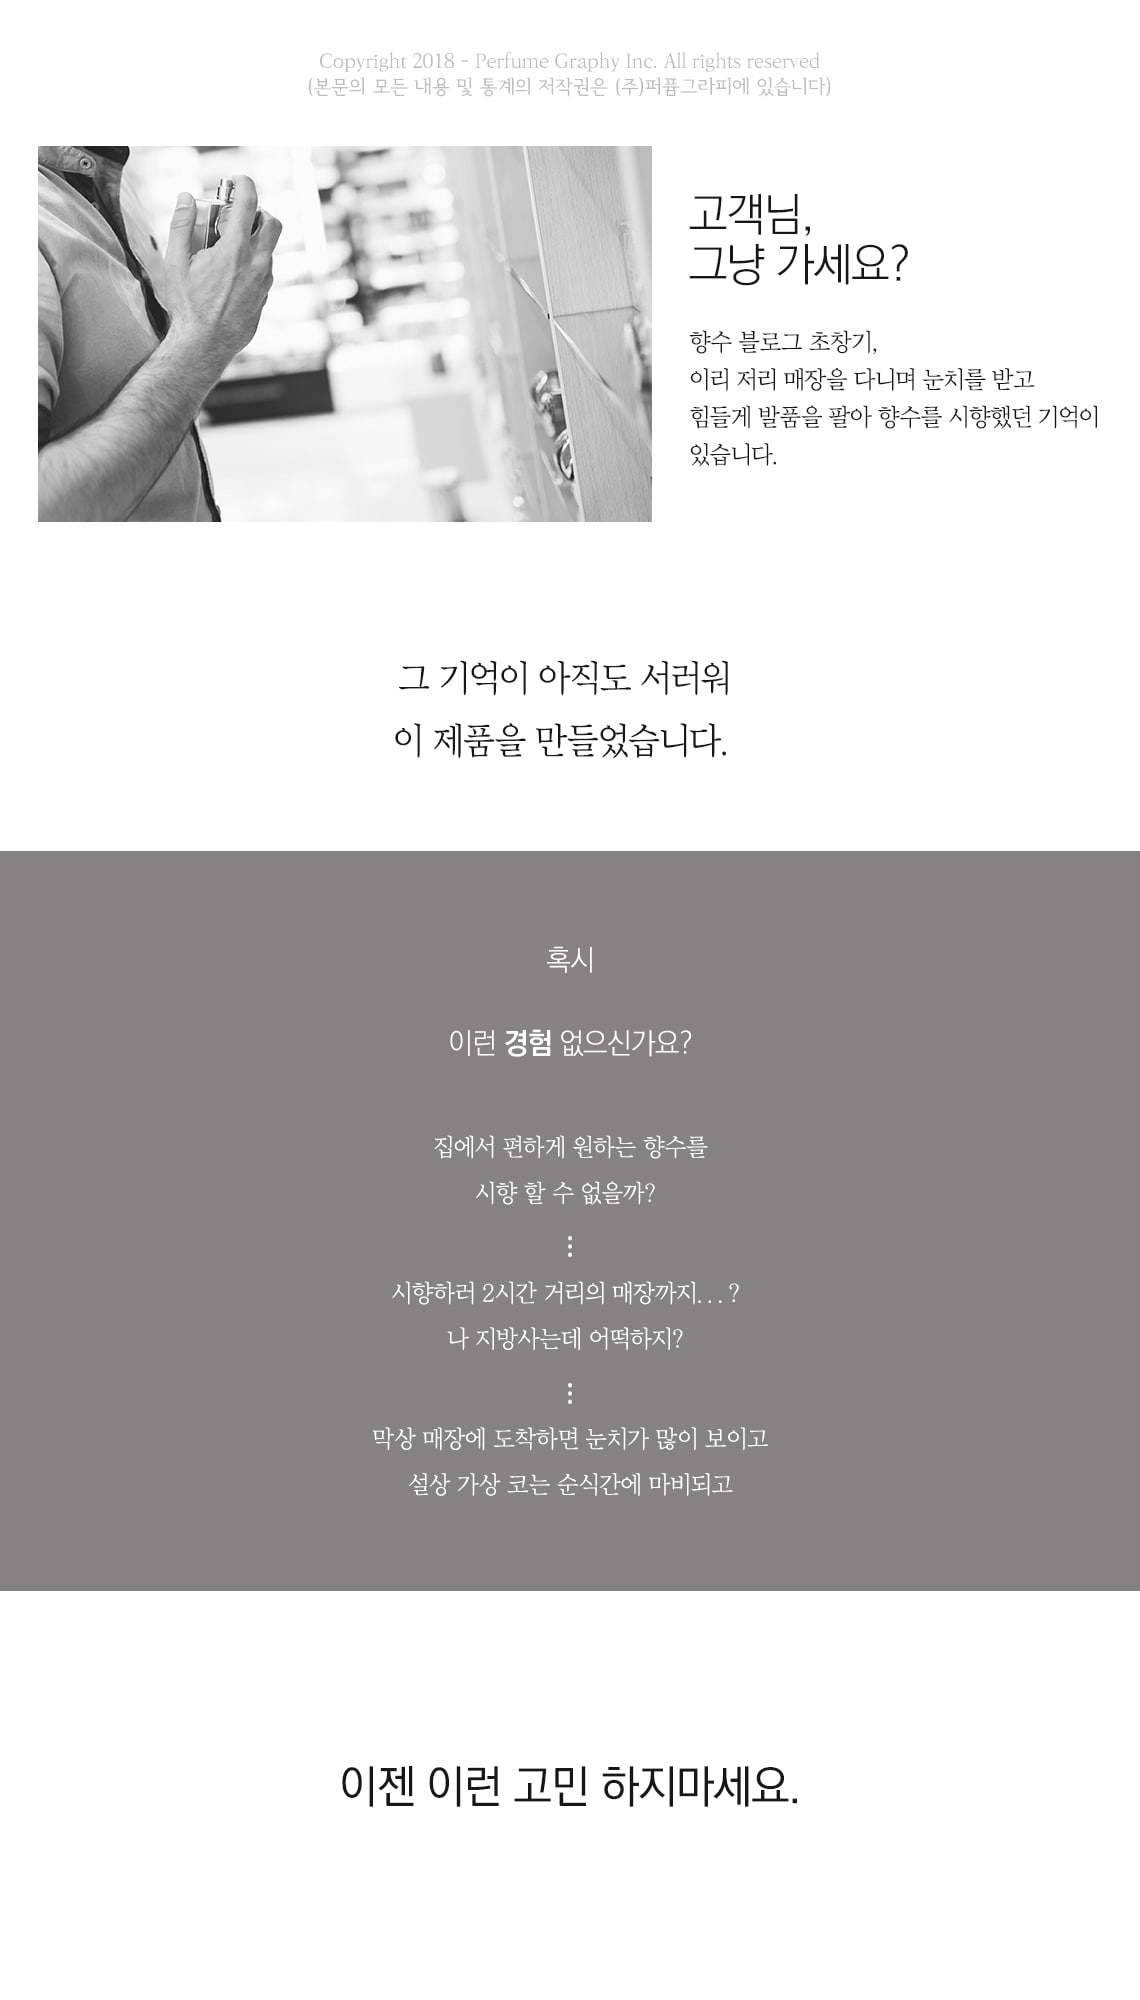 Copyright 2018 - Perfume Graphy Inc. All rights reserved
(본문의 모든 내용 및 통계의 저작권은 (주)퍼퓸그라피에 있습니다)
고객님,
그냥 가세요?
향수 블로그 초창기,
이리 저리 매장을 다니며 눈치를 받고
힘들게 발품을 팔아 향수를 시향했던 기억이
있습니다.
그 기억이 아직도 서러워
이 제품을 만들었습니다.
혹시
이런 경험 없으신가요?
집에서 편하게 원하는 향수를
시향 할 수 없을까?
⋮
시향하러 2시간 거리의 매장까지. . . ?
나 지방사는데 어떡하지?
⋮
막상 매장에 도착하면 눈치가 많이 보이고
설상 가상 코는 순식간에 마비되고
이젠 이런 고민 하지마세요.